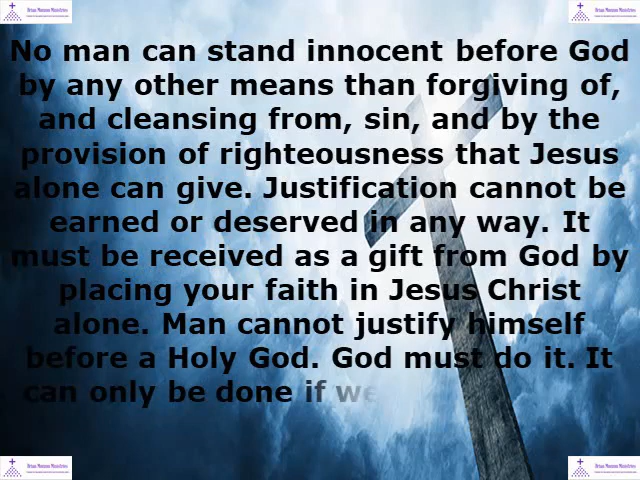 No man can stand innocent before God
by any other means than forgiving of,
and cleansing from, sin, and by the
provision of righteousness that Jesus
alone can give. Justification cannot be
earned or deserved in any way. It
must be received as a gift from God by
placing your faith in Jesus Christ
alone. Man cannot justify himself
before a Holy God. God must do it. It
can only be done if we